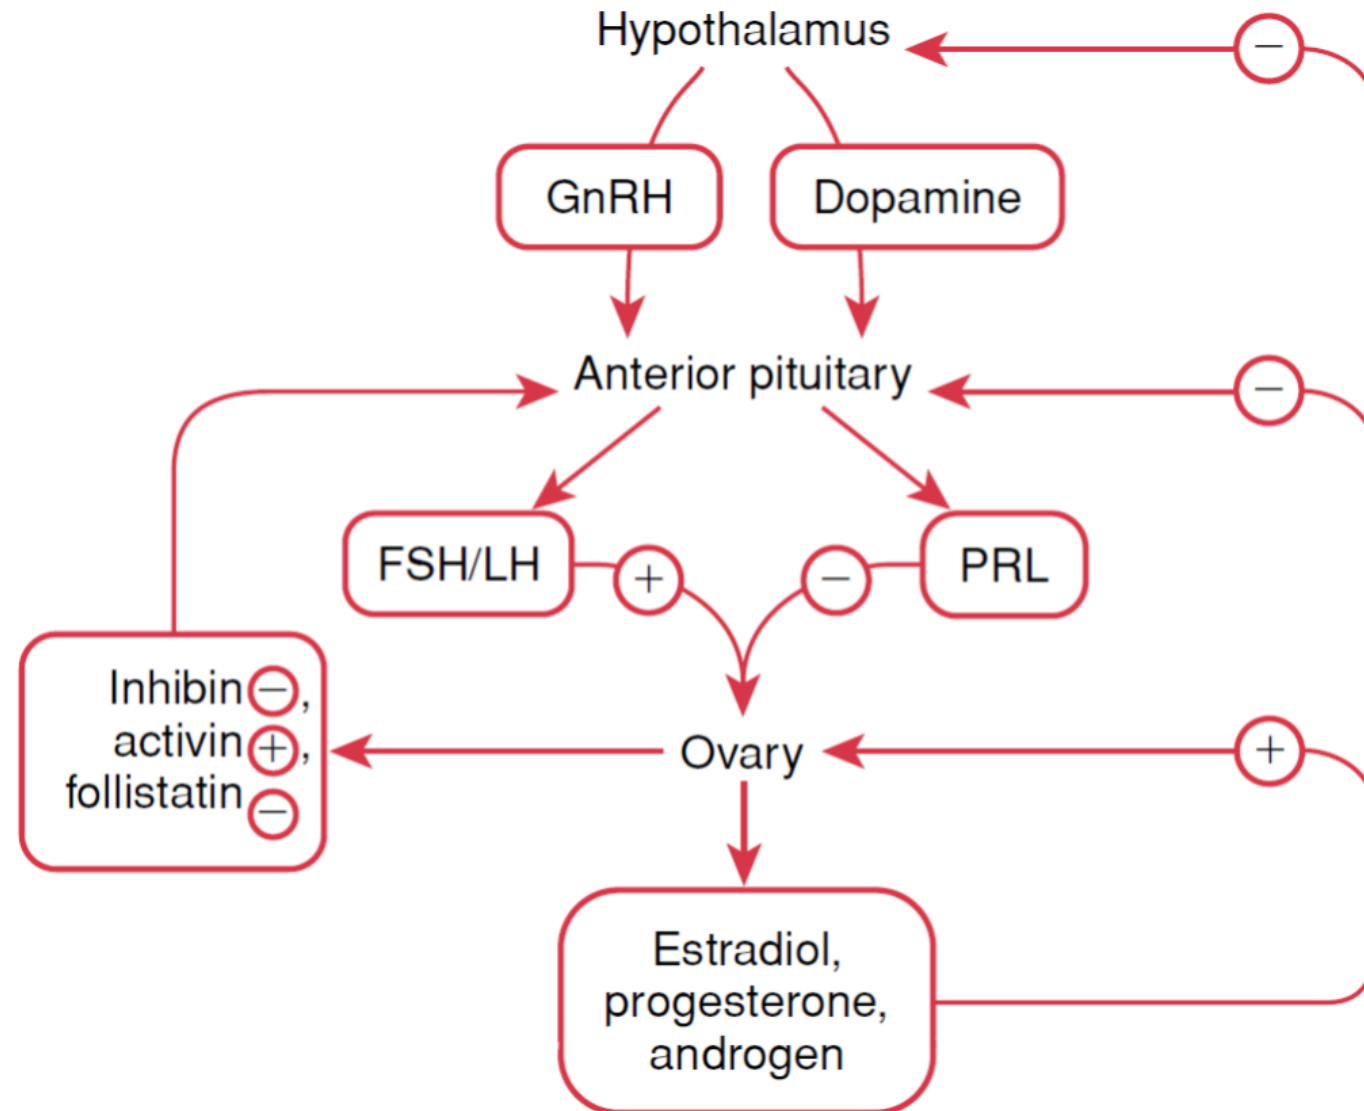 Hypothalamus
−
GnRH
Dopamine
Anterior pituitary
−
FSH/LH
+
−
PRL
Inhibin −,
activin +,
follistatin −
Ovary
+
Estradiol,
progesterone,
androgen